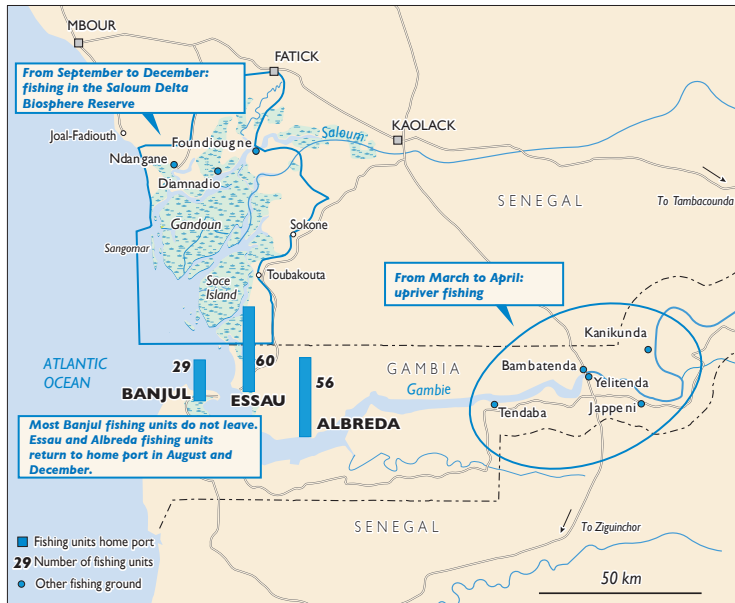 MBOUR
FATICK
From September to December:
fishing in the Saloum Delta
Biosphere Reserve
Joal-Fadiouth
Foundiougne
Saloum
KAOLACK
Ndangane
Diamnadio
SENEGAL
To Tambacounda
Gandoun
Sokone
Sangomar
Toubakouta
Soce
Island
From March to April:
upriver fishing
Kanikunda
ATLANTIC
OCEAN
29
60
56
GAMBIA
Gambie
Bambatenda
Yelitenda
BANJUL
ESSAU
ALBREDA
Tendaba
Jappeni
Most Banjul fishing units do not leave.
Essau and Albreda fishing units
return to home port in August and
December.
SENEGAL
To Ziguinchor
Fishing units home port
29 Number of fishing units
Other fishing ground
50 km